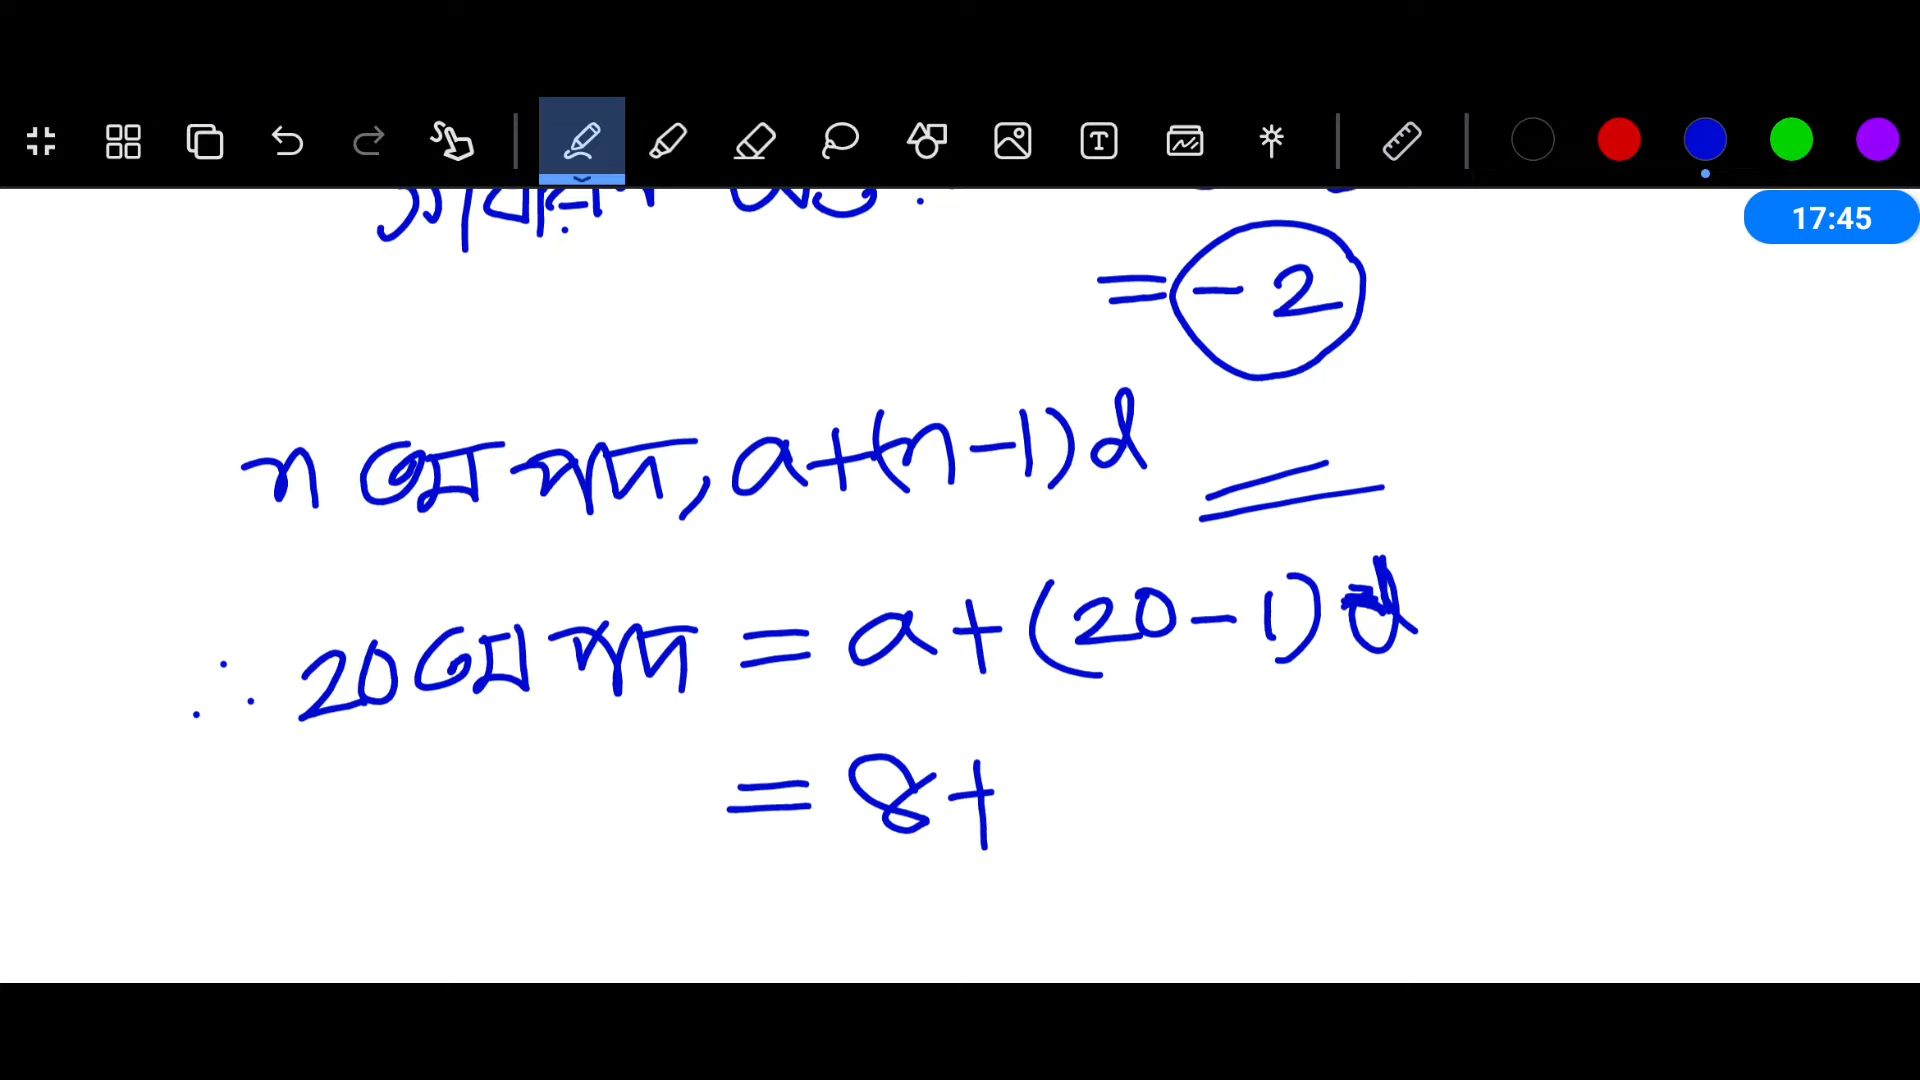 17:45
= -2
n তম পদ, a+(n-1)d
∴ 20 তম পদ = a+(20-1)d
= 8+